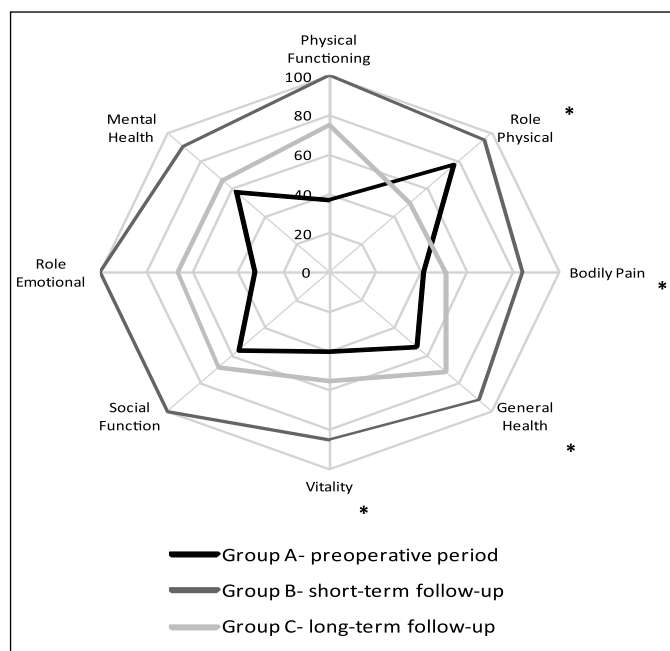 Physical
Functioning
100
80
60
40
20
0
Role
Physical
*
Bodily Pain
*
General
Health
*
Vitality
*
Social
Function
Role
Emotional
Mental
Health
Group A- preoperative period
Group B- short-term follow-up
Group C- long-term follow-up